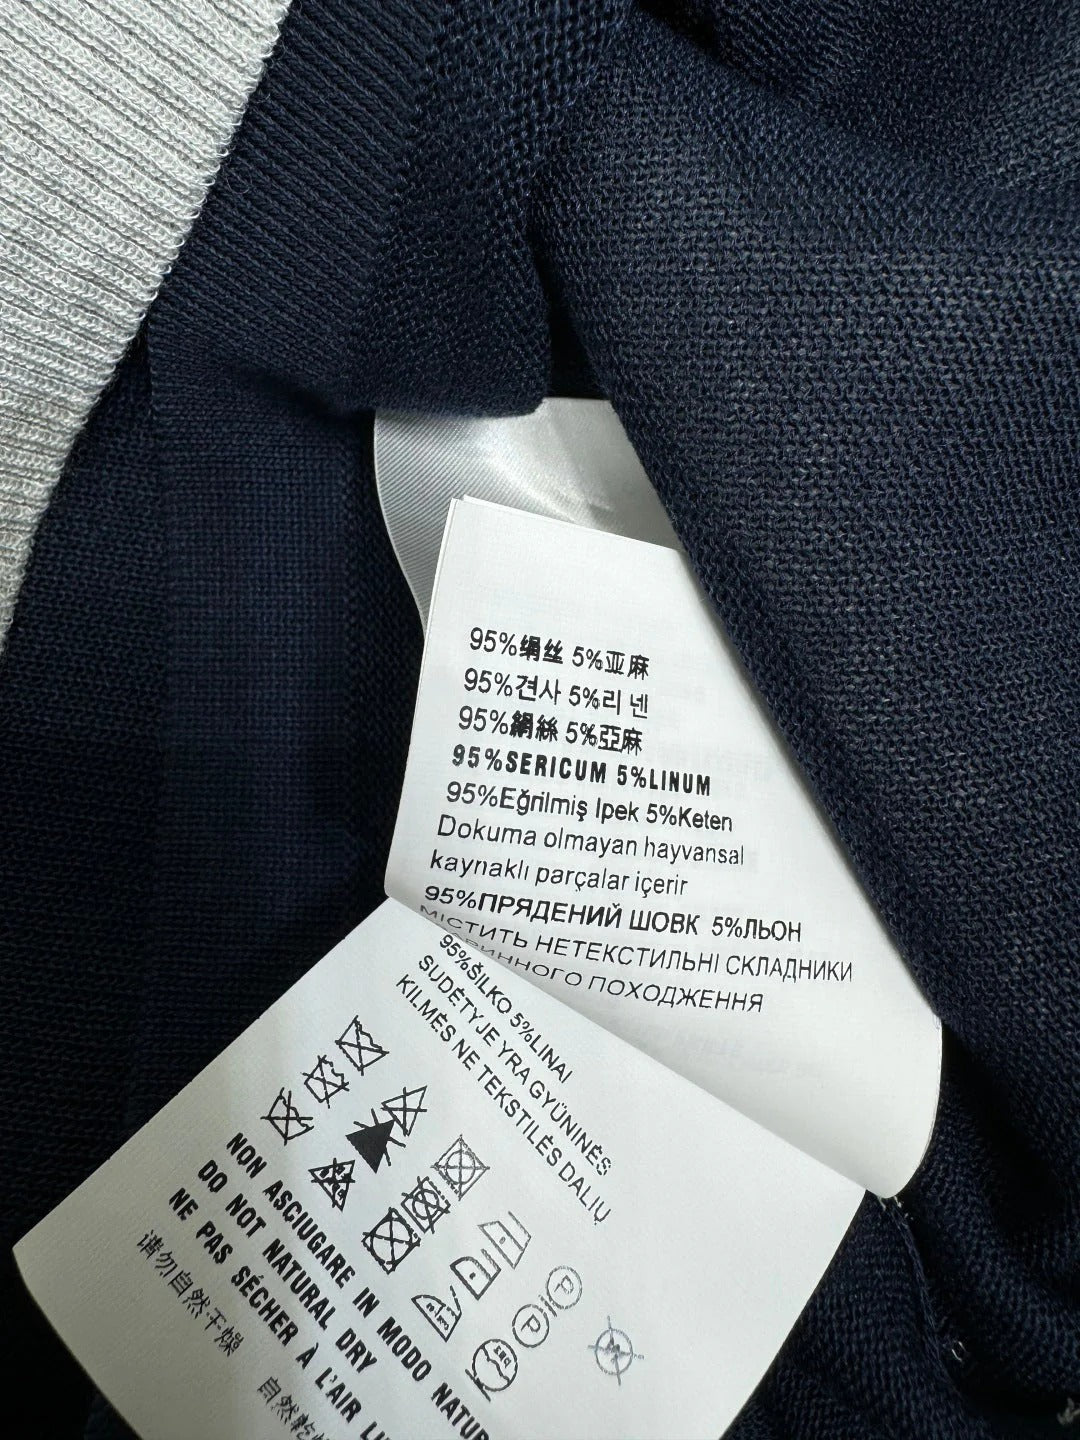 95%绢丝 5%亚麻
95%견사 5%리넨
95%絹絲 5%亞麻
95%SERICUM 5%LINUM
95%Eğrilmiş Ipek 5%Keten
Dokuma olmayan hayvansal
kaynaklı parçalar içerir
95%ПРЯДЕНИЙ ШОВК 5%ЛЬОН
МІСТИТЬ НЕТЕКСТИЛЬНІ СКЛАДНИКИ
ПОХОДЖЕННЯ
95%ŠILKO 5%LINAI
SUDĖTYJE YRA GYŪNINĖS
KILMĖS NE TEKSTILĖS DALIŲ
P
P
NON ASCIUGARE IN MODO NATUR
DO NOT NATURAL DRY
NE PAS SÉCHER À L'AIR
请勿自然干燥
自然乾